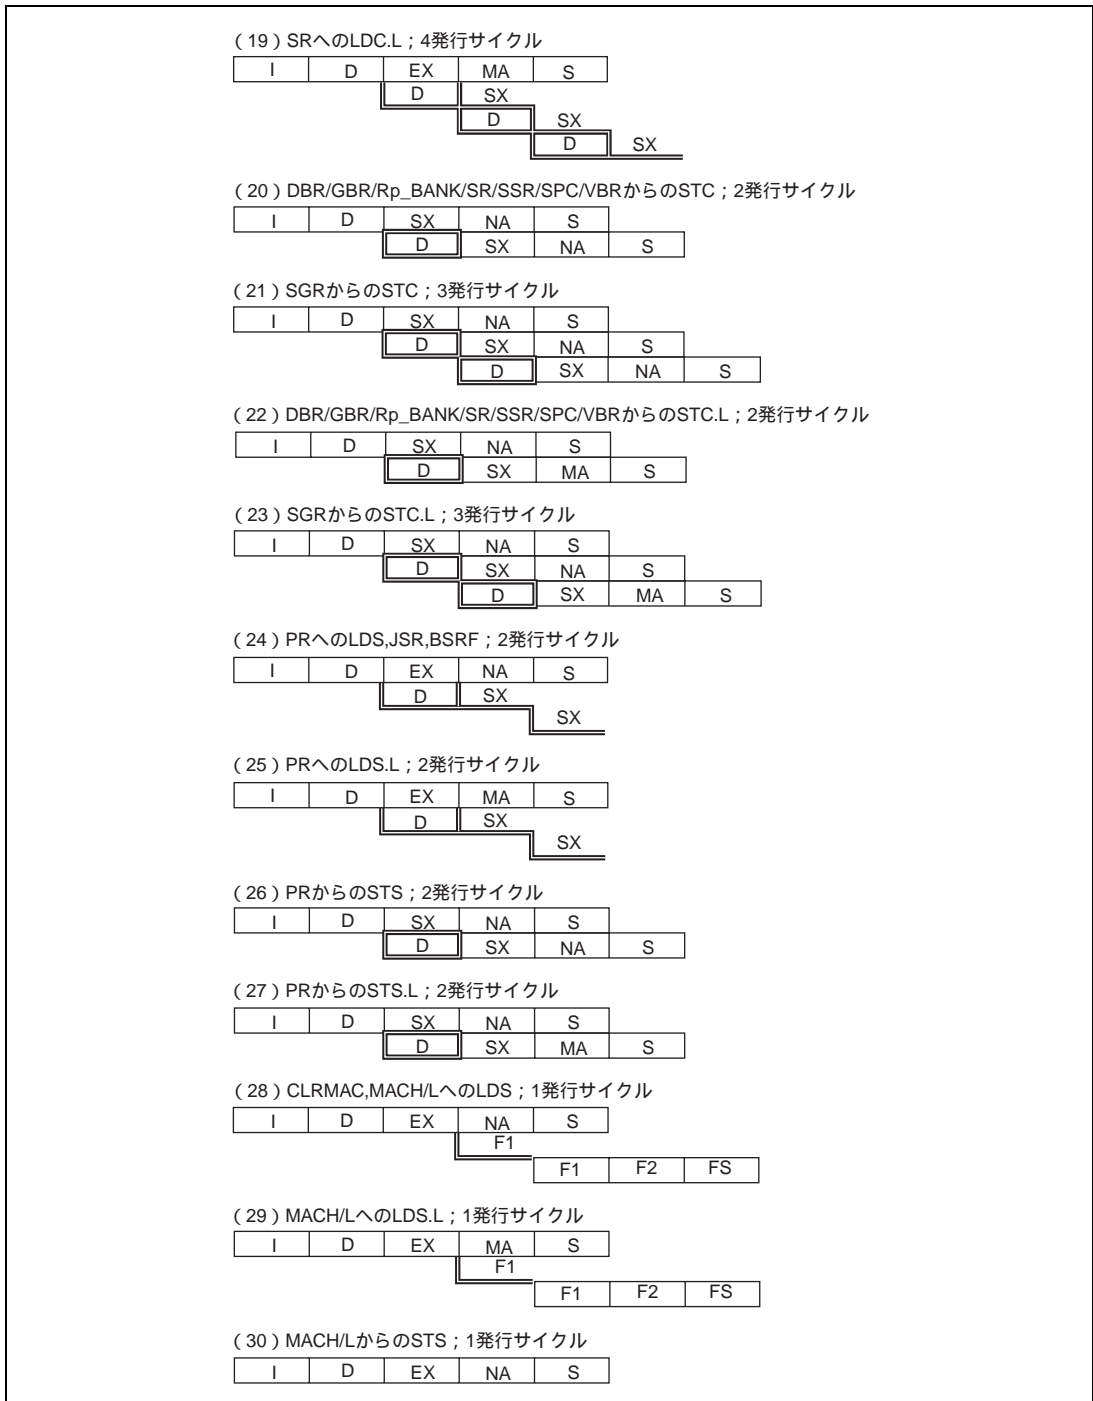 (19)SRへのLDC.L;4発行サイクル
I D EX MA S
D SX
D SX
D SX
(20)DBR/GBR/Rp_BANK/SR/SSR/SPC/VBRからのSTC;2発行サイクル
I D SX NA S
D SX NA S
(21)SGRからのSTC;3発行サイクル
I D SX NA S
D SX NA S
D SX NA S
(22)DBR/GBR/Rp_BANK/SR/SSR/SPC/VBRからのSTC.L;2発行サイクル
I D SX NA S
D SX MA S
(23)SGRからのSTC.L;3発行サイクル
I D SX NA S
D SX NA S
D SX MA S
(24)PRへのLDS,JSR,BSRF;2発行サイクル
I D EX NA S
D SX
SX
(25)PRへのLDS.L;2発行サイクル
I D EX MA S
D SX
SX
(26)PRからのSTS;2発行サイクル
I D SX NA S
D SX NA S
(27)PRからのSTS.L;2発行サイクル
I D SX NA S
D SX MA S
(28)CLRMAC,MACH/LへのLDS;1発行サイクル
I D EX NA S
F1
F1 F2 FS
(29)MACH/LへのLDS.L;1発行サイクル
I D EX MA S
F1
F1 F2 FS
(30)MACH/LからのSTS;1発行サイクル
I D EX NA S